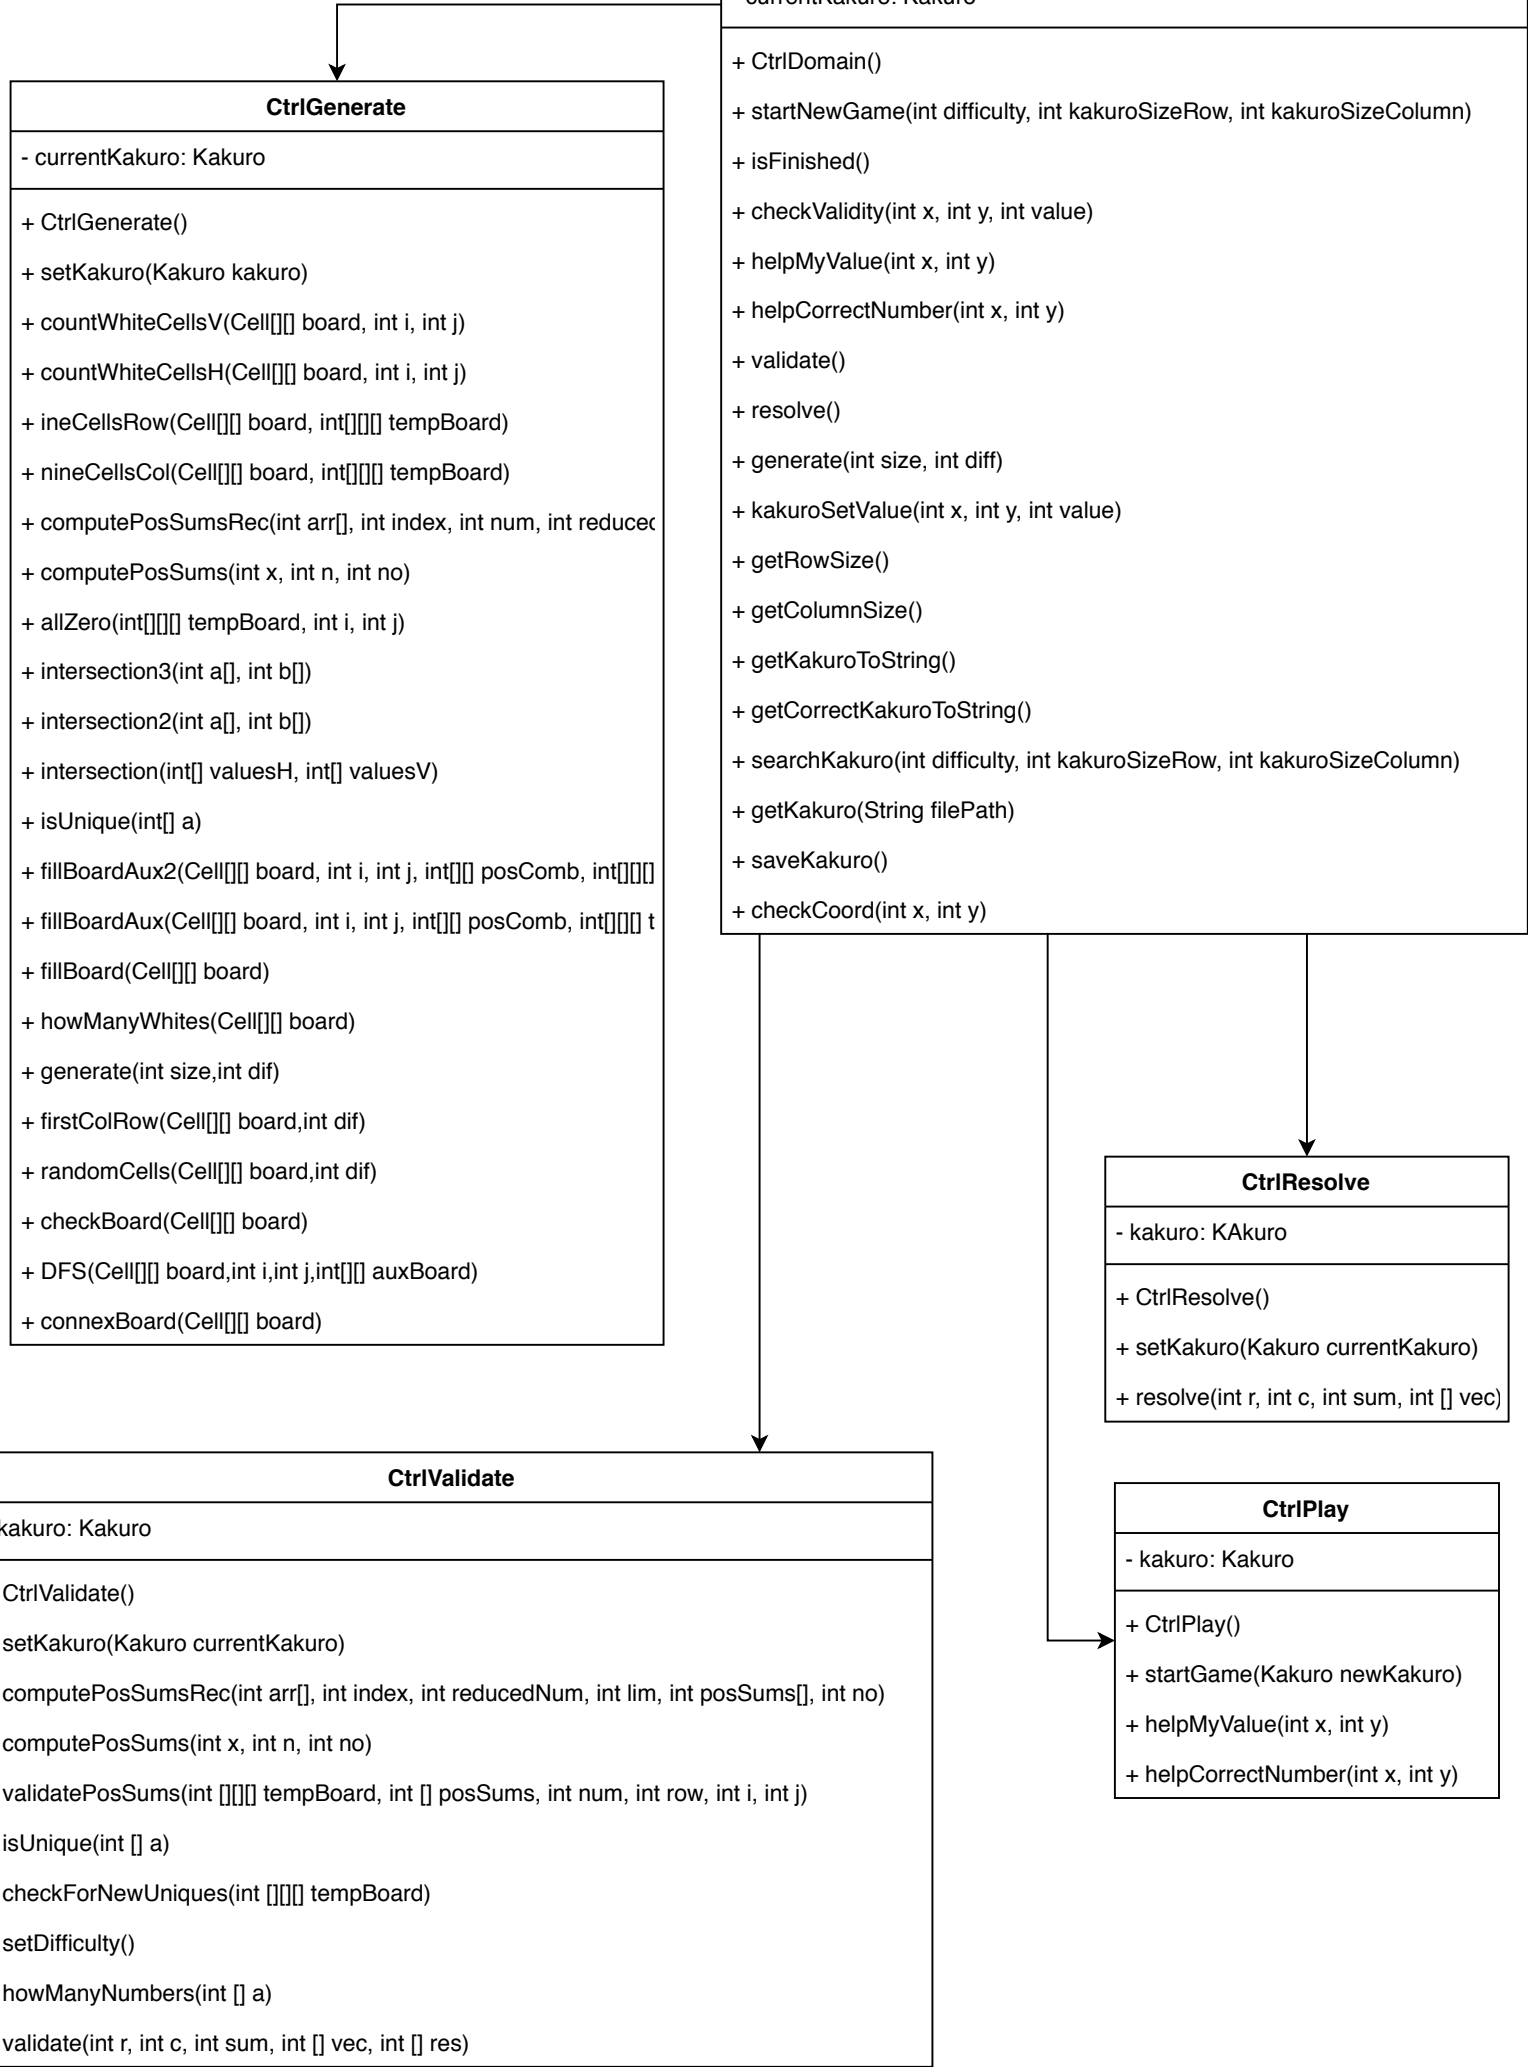 + CtrlDomain()
+ startNewGame(int difficulty, int kakuroSizeRow, int kakuroSizeColumn)
+ isFinished()
+ checkValidity(int x, int y, int value)
+ helpMyValue(int x, int y)
+ helpCorrectNumber(int x, int y)
+ validate()
+ resolve()
+ generate(int size, int diff)
+ kakuroSetValue(int x, int y, int value)
+ getRowSize()
+ getColumnSize()
+ getKakuroToString()
+ getCorrectKakuroToString()
+ searchKakuro(int difficulty, int kakuroSizeRow, int kakuroSizeColumn)
+ getKakuro(String filePath)
+ saveKakuro()
+ checkCoord(int x, int y)
CtrlGenerate
- currentKakuro: Kakuro
+ CtrlGenerate()
+ setKakuro(Kakuro kakuro)
+ countWhiteCellsV(Cell[][] board, int i, int j)
+ countWhiteCellsH(Cell[][] board, int i, int j)
+ ineCellsRow(Cell[][] board, int[][][] tempBoard)
+ nineCellsCol(Cell[][] board, int[][][] tempBoard)
+ computePosSumsRec(int arr[], int index, int num, int
+ computePosSums(int x, int n, int no)
+ allZero(int[][][] tempBoard, int i, int j)
+ intersection3(int a[], int b[])
+ intersection2(int a[], int b[])
+ intersection(int[] valuesH, int[] valuesV)
+ isUnique(int[] a)
+ fillBoardAux2(Cell[][] board, int i, int j, int[][] posComb, int[][][]
+ fillBoardAux(Cell[][] board, int i, int j, int[][] posComb, int[][][] t
+ fillBoard(Cell[][] board)
+ howManyWhites(Cell[][] board)
+ generate(int size,int dif)
+ firstColRow(Cell[][] board,int dif)
+ randomCells(Cell[][] board,int dif)
+ checkBoard(Cell[][] board)
+ DFS(Cell[][] board,int i,int j,int[][] auxBoard)
+ connexBoard(Cell[][] board)
CtrlResolve
- kakuro: KAkuro
+ CtrlResolve()
+ setKakuro(Kakuro currentKakuro)
+ resolve(int r, int c, int sum, int [] vec)
CtrlValidate
kakuro: Kakuro
CtrlValidate()
setKakuro(Kakuro currentKakuro)
computePosSumsRec(int arr[], int index, int reducedNum, int lim, int posSums[], int no)
computePosSums(int x, int n, int no)
validatePosSums(int [][][] tempBoard, int [] posSums, int num, int row, int i, int j)
isUnique(int [] a)
checkForNewUniques(int [][][] tempBoard)
setDifficulty()
howManyNumbers(int [] a)
validate(int r, int c, int sum, int [] vec, int [] res)
CtrlPlay
- kakuro: Kakuro
+ CtrlPlay()
+ startGame(Kakuro newKakuro)
+ helpMyValue(int x, int y)
+ helpCorrectNumber(int x, int y)